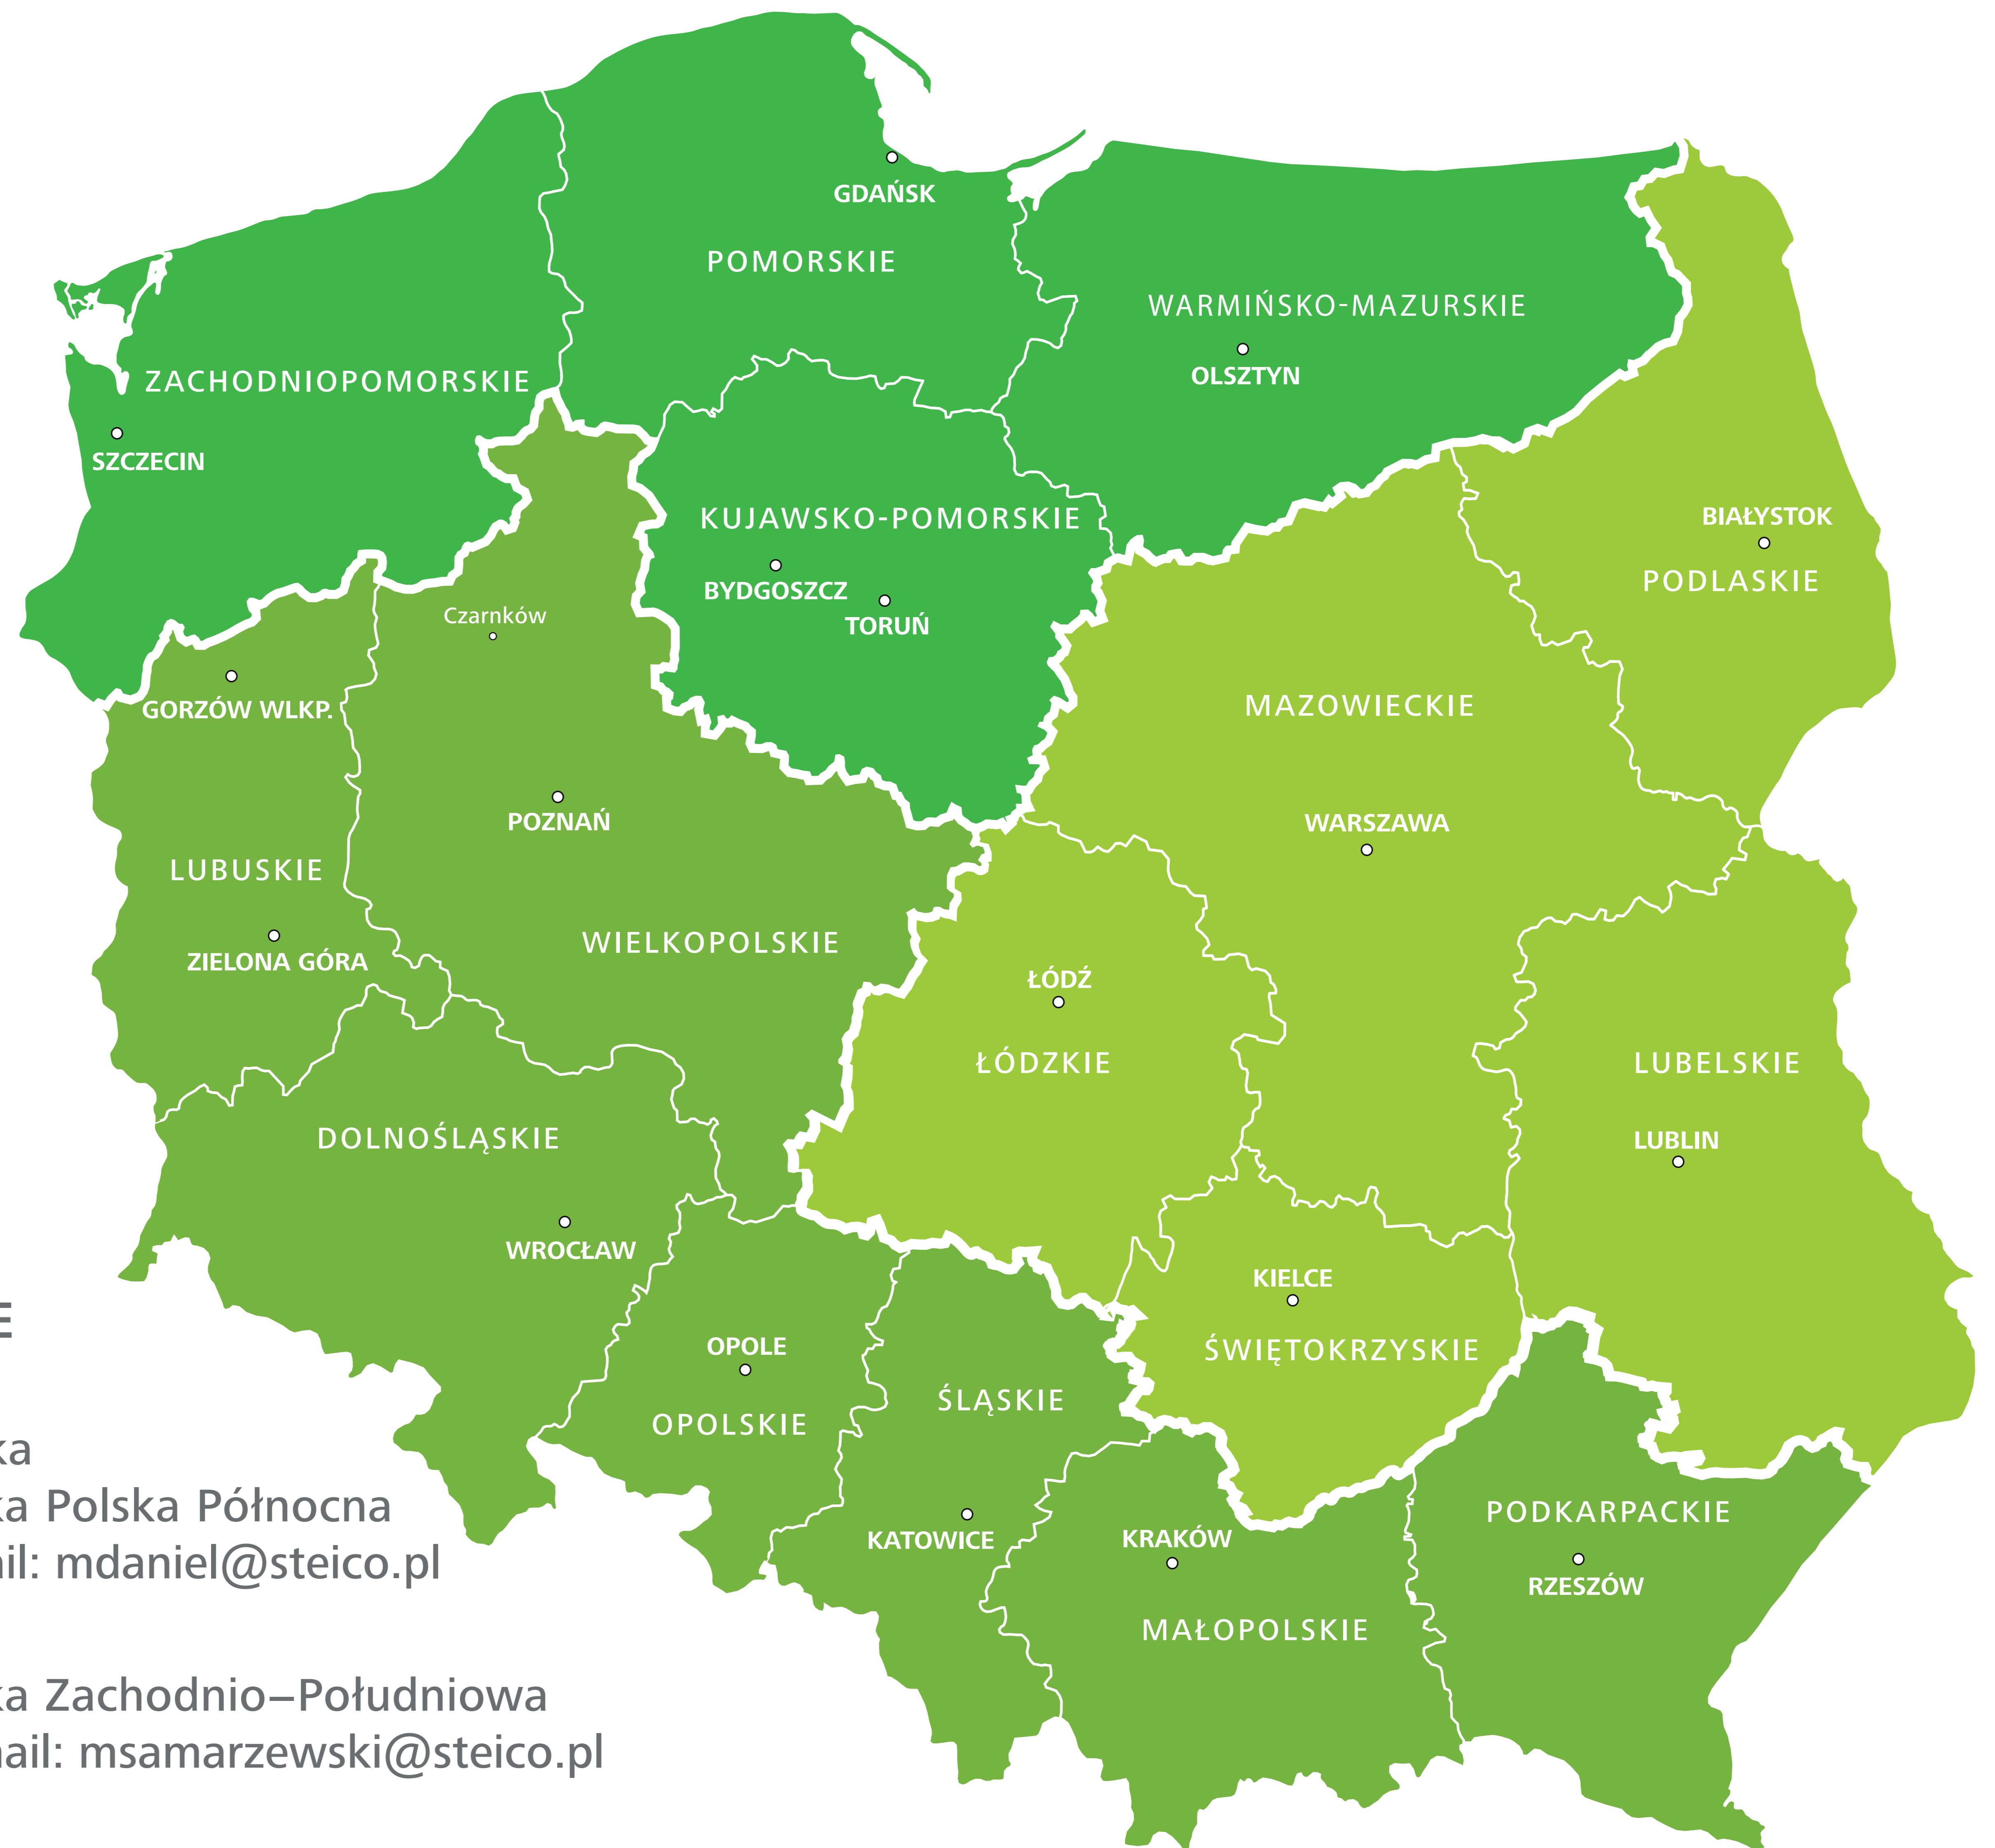 GDAŃSK
POMORSKIE
WARMIŃSKO-MAZURSKIE
OLSZTYN
ZACHODNIOPOMORSKIE
SZCZECIN
KUJAWSKO-POMORSKIE
BIAŁYSTOK
PODLASKIE
BYDGOSZCZ
TORUŃ
Czarnków
GORZÓW WLKP.
MAZOWIECKIE
POZNAŃ
WARSZAWA
LUBUSKIE
WIELKOPOLSKIE
ZIELONA GÓRA
ŁÓDŹ
ŁÓDZKIE
LUBELSKIE
DOLNOŚLĄSKIE
LUBLIN
WROCŁAW
KIELCE
E
OPOLE
ŚWIĘTOKRZYSKIE
ŚLĄSKIE
OPOLSKIE
ka
ka Polska Północna
PODKARPACKIE
KATOWICE
KRAKÓW
ail: mdaniel@steico.pl
RZESZÓW
MAŁOPOLSKIE
ka Zachodnio–Południowa
ail: msamarzewski@steico.pl